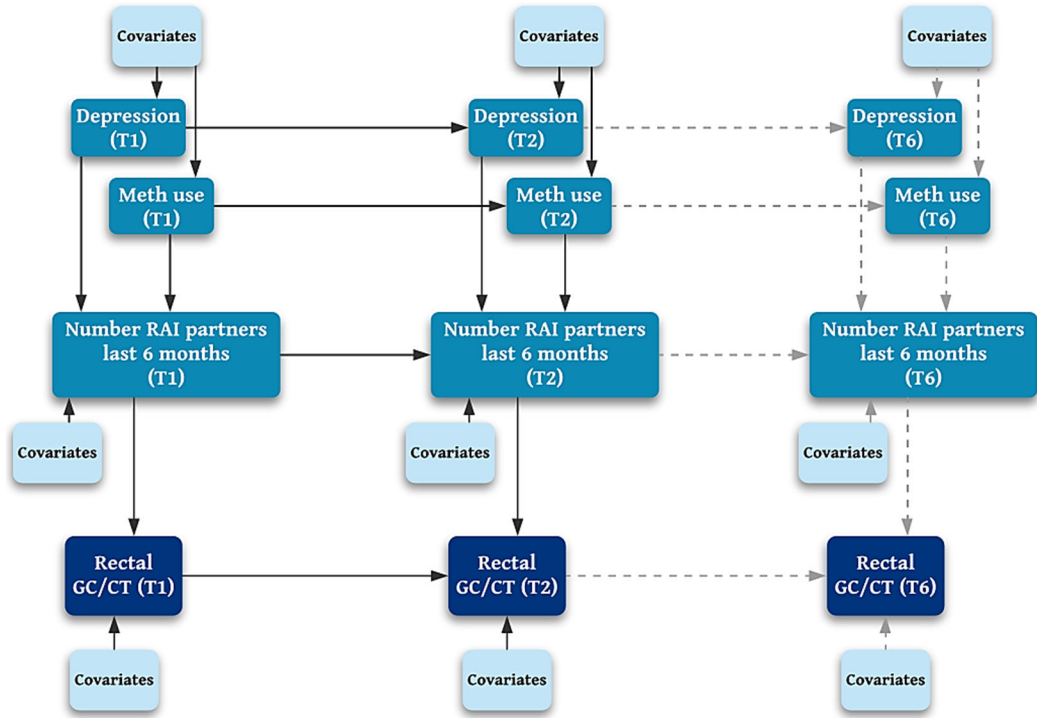 Covariates
Covariates
Covariates
Depression
(T1)
Depression
(T2)
Depression
(T6)
Meth use
(T1)
Meth use
(T2)
Meth use
(T6)
Number RAI partners
last 6 months
(T1)
Number RAI partners
last 6 months
(T2)
Number RAI partners
last 6 months
(T6)
Covariates
Covariates
Covariates
Rectal
GC/CT (T1)
Rectal
GC/CT (T2)
Rectal
GC/CT (T6)
Covariates
Covariates
Covariates